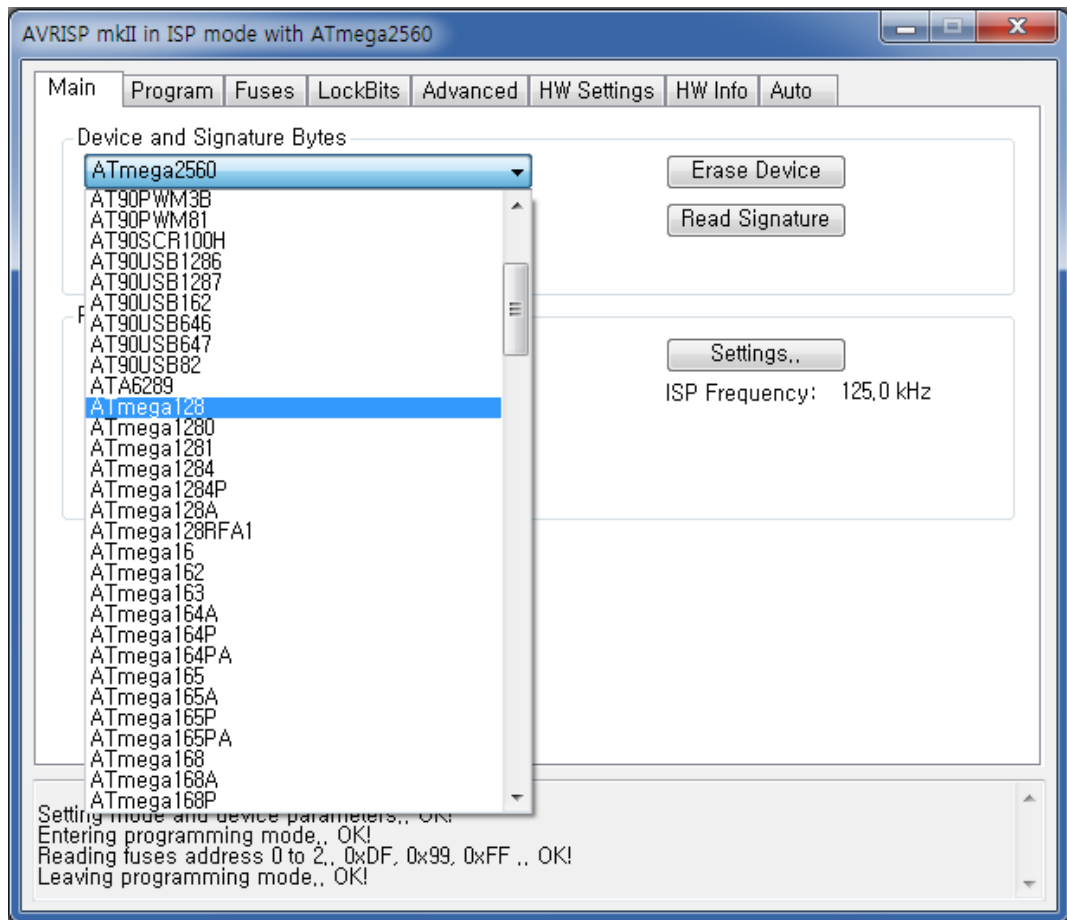 AVRISP mkII in ISP mode with ATmega2560
Main Program Fuses LockBits Advanced HW Settings HW Info Auto
Device and Signature Bytes
ATmega2560
Erase Device
Read Signature
AT90PWM3B
AT90PWM81
AT90SCR100H
AT90USB1286
AT90USB1287
AT90USB162
AT90USB646
AT90USB647
AT90USB82
ATA6289
ATmega128
ATmega1280
ATmega1281
ATmega1284
ATmega1284P
ATmega128A
ATmega128RFA1
ATmega16
ATmega162
ATmega163
ATmega164A
ATmega164P
ATmega164PA
ATmega165
ATmega165A
ATmega165P
ATmega165PA
ATmega168
ATmega168A
ATmega168P
Settings..
ISP Frequency: 125.0 kHz
Setting mode and device parameters.. OK!
Entering programming mode.. OK!
Reading fuses address 0 to 2.. 0xDF, 0x99, 0xFF .. OK!
Leaving programming mode.. OK!